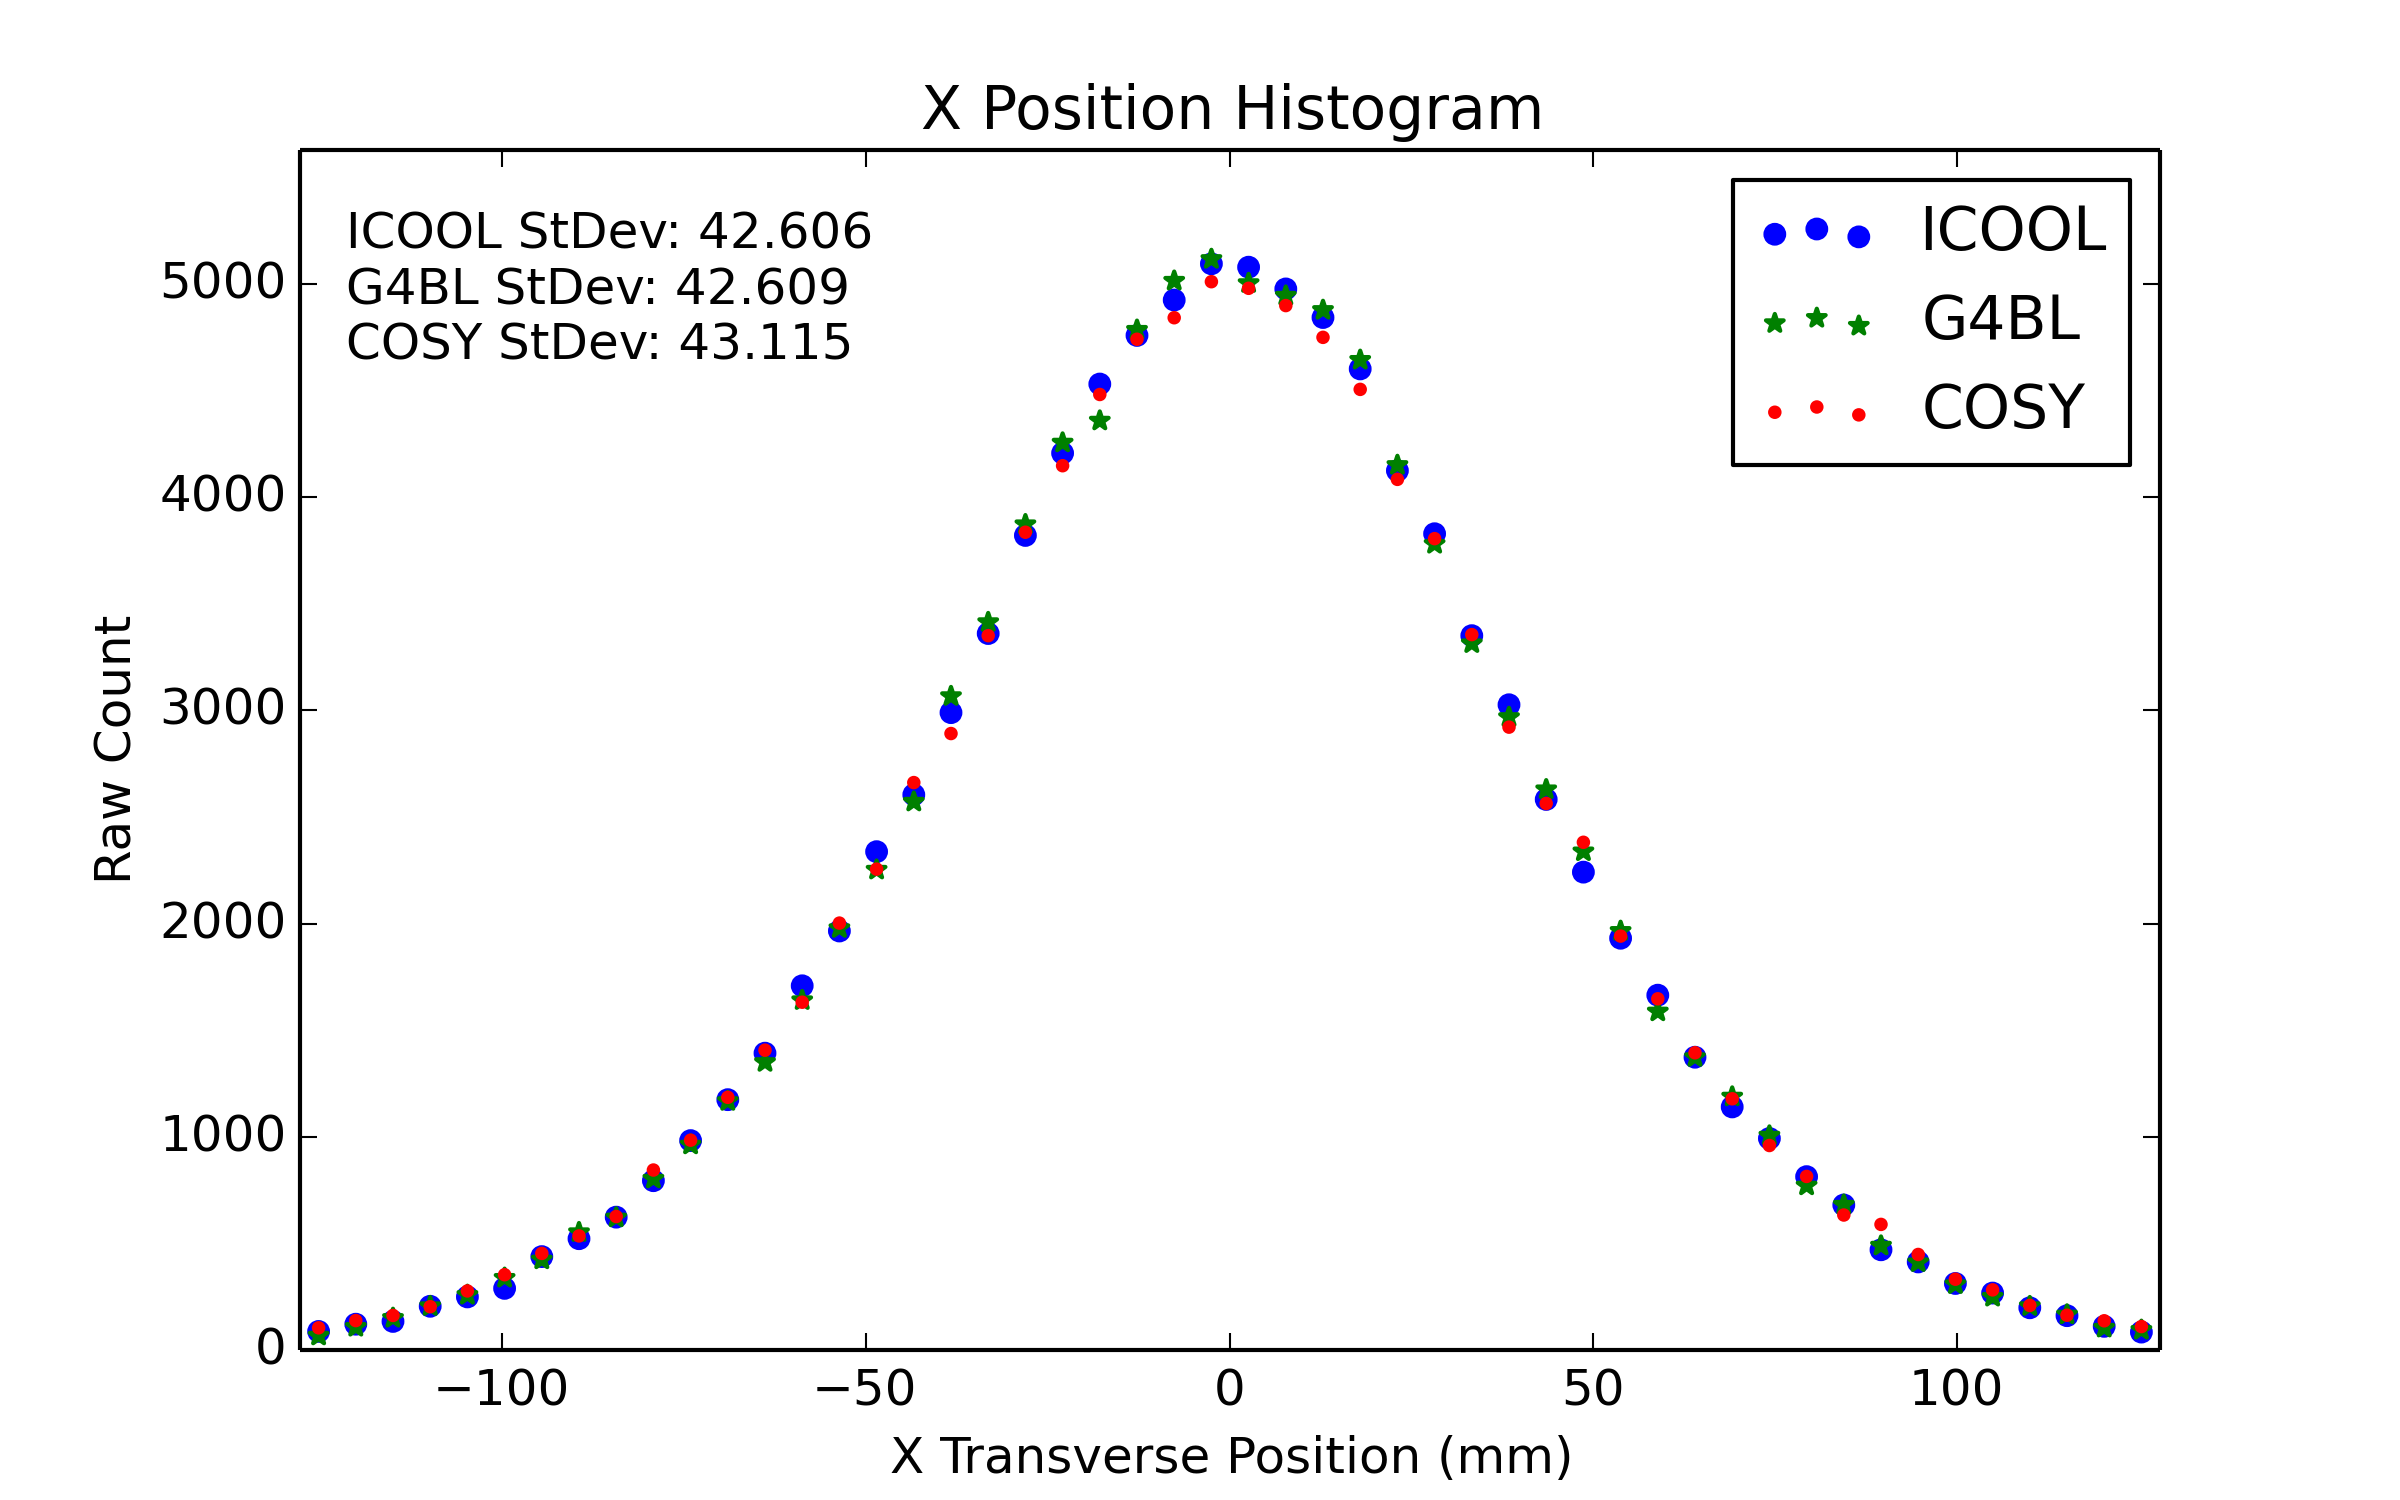 X Position Histogram
ICOOL StDev: 42.606
G4BL StDev: 42.609
COSY StDev: 43.115
ICOOL
G4BL
COSY
Raw Count
5000
4000
3000
2000
1000
0
−100 −50 0 50 100
X Transverse Position (mm)